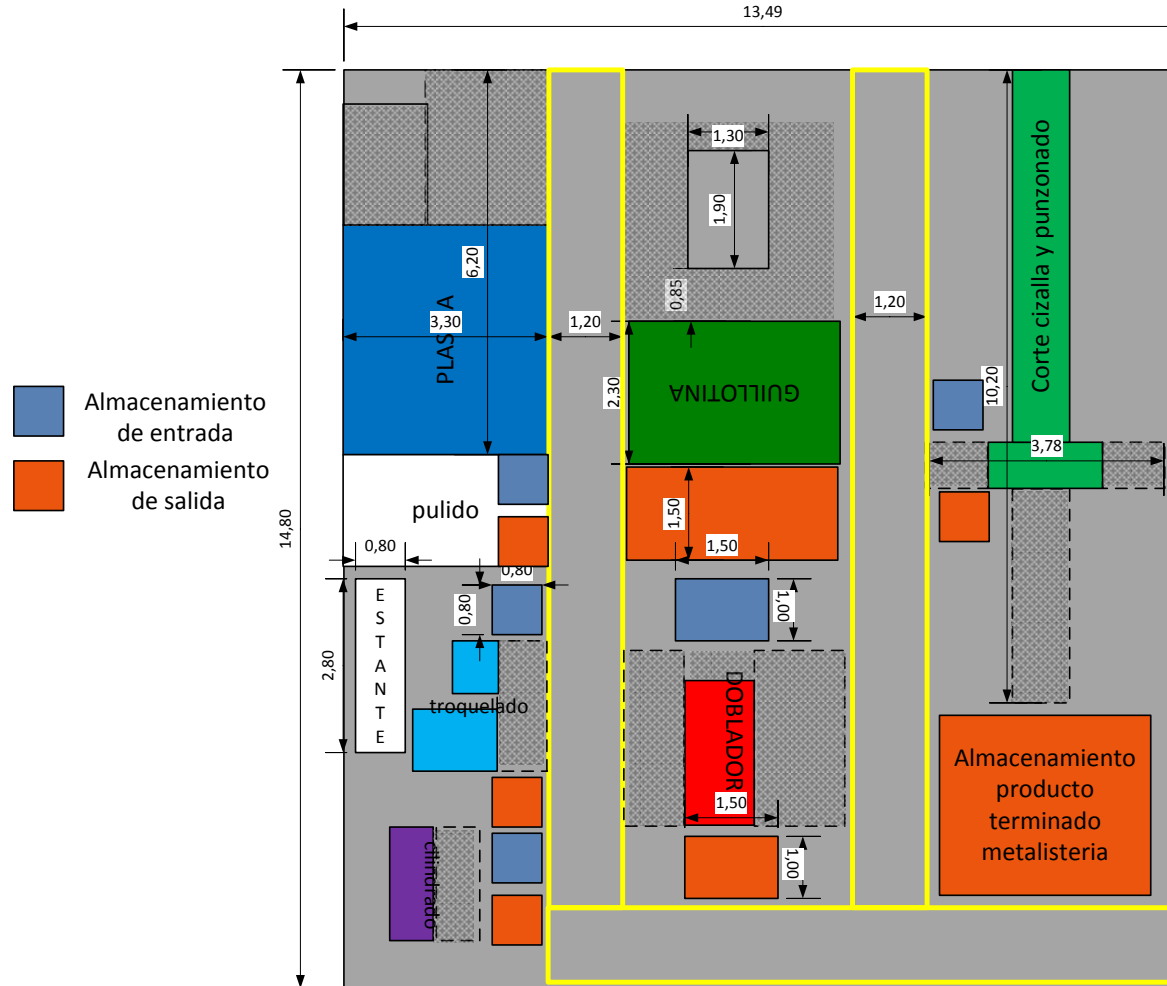 13,49
1,30
1,90
Corte cizalla y punzonado
6,20
0,85
3,30
1,20
1,20
PLAS A
GUILLOTINA
2,30
10,20
Almacenamiento
de entrada
3,78
Almacenamiento
de salida
pulido
14,80
1,50
1,50
0,80
0,80
0,80
1,00
ESTANTE
2,80
troquelado
DOBLADOR
1,50
1,00
cilindrado
Almacenamiento
producto
terminado
metalisteria